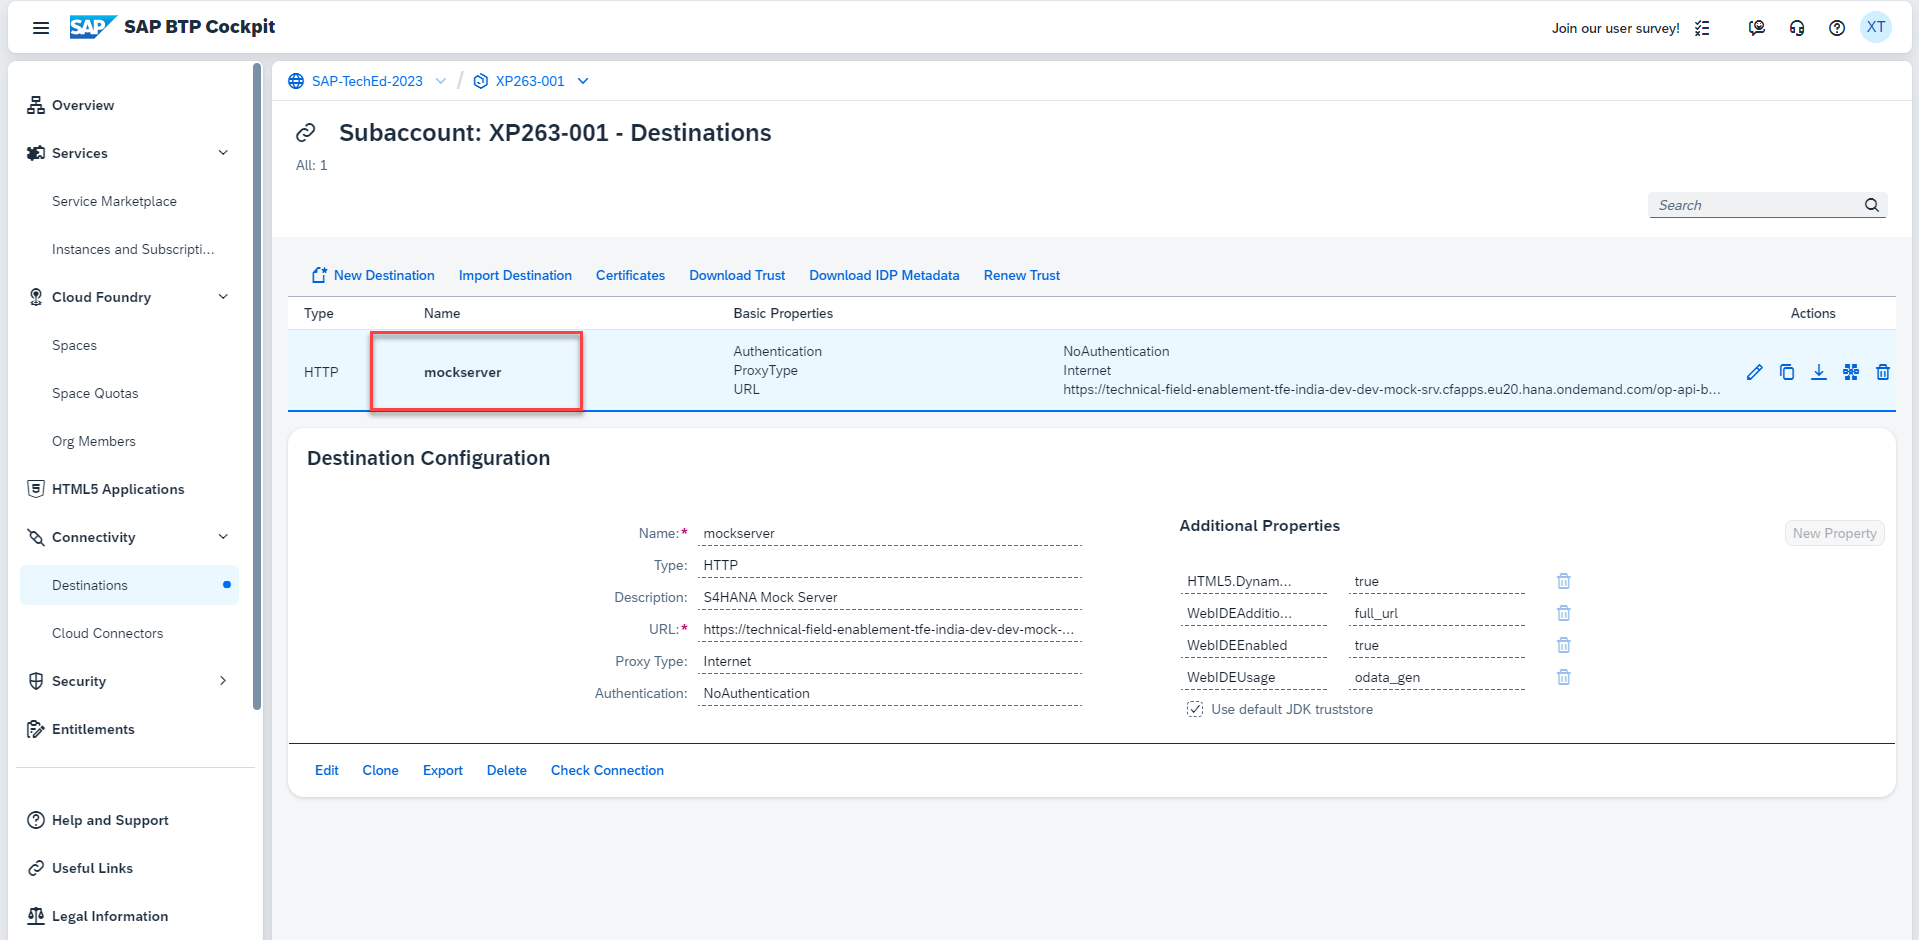 SAP SAP BTP Cockpit
Join our user survey!
XT
Overview
Services
Service Marketplace
Instances and Subscripti...
Cloud Foundry
Spaces
Space Quotas
Org Members
HTML5 Applications
Connectivity
Destinations
Cloud Connectors
Security
Entitlements
Help and Support
Useful Links
Legal Information
SAP-TechEd-2023 / XP263-001
Subaccount: XP263-001 - Destinations
All: 1
Search
New Destination Import Destination Certificates Download Trust Download IDP Metadata Renew Trust
Type Name Basic Properties Actions
HTTP mockserver
Authentication NoAuthentication
ProxyType Internet
URL https://technical-field-enablement-tfe-india-dev-dev-mock-srv.cfapps.eu20.hana.ondemand.com/op-api-b...
Destination Configuration
Name:* mockserver
Type: HTTP
Description: S4HANA Mock Server
URL:* https://technical-field-enablement-tfe-india-dev-dev-mock-...
Proxy Type: Internet
Authentication: NoAuthentication
Additional Properties
New Property
HTML5.Dynam... true
WebIDEAdditio... full_url
WebIDEEnabled true
WebIDEUsage odata_gen
Use default JDK truststore
Edit Clone Export Delete Check Connection